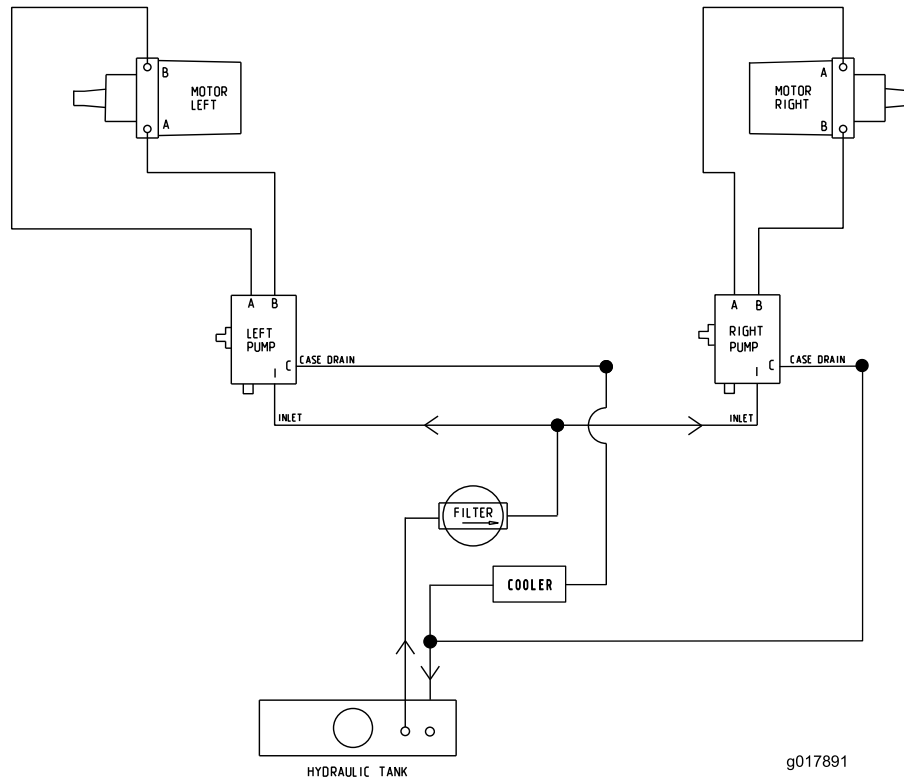 B
MOTOR
LEFT
A
A
MOTOR
RIGHT
B
A B
LEFT
PUMP
C
I
CASE DRAIN
INLET
A B
RIGHT
PUMP
C
I
CASE DRAIN
INLET
FILTER
COOLER
HYDRAULIC TANK
g017891